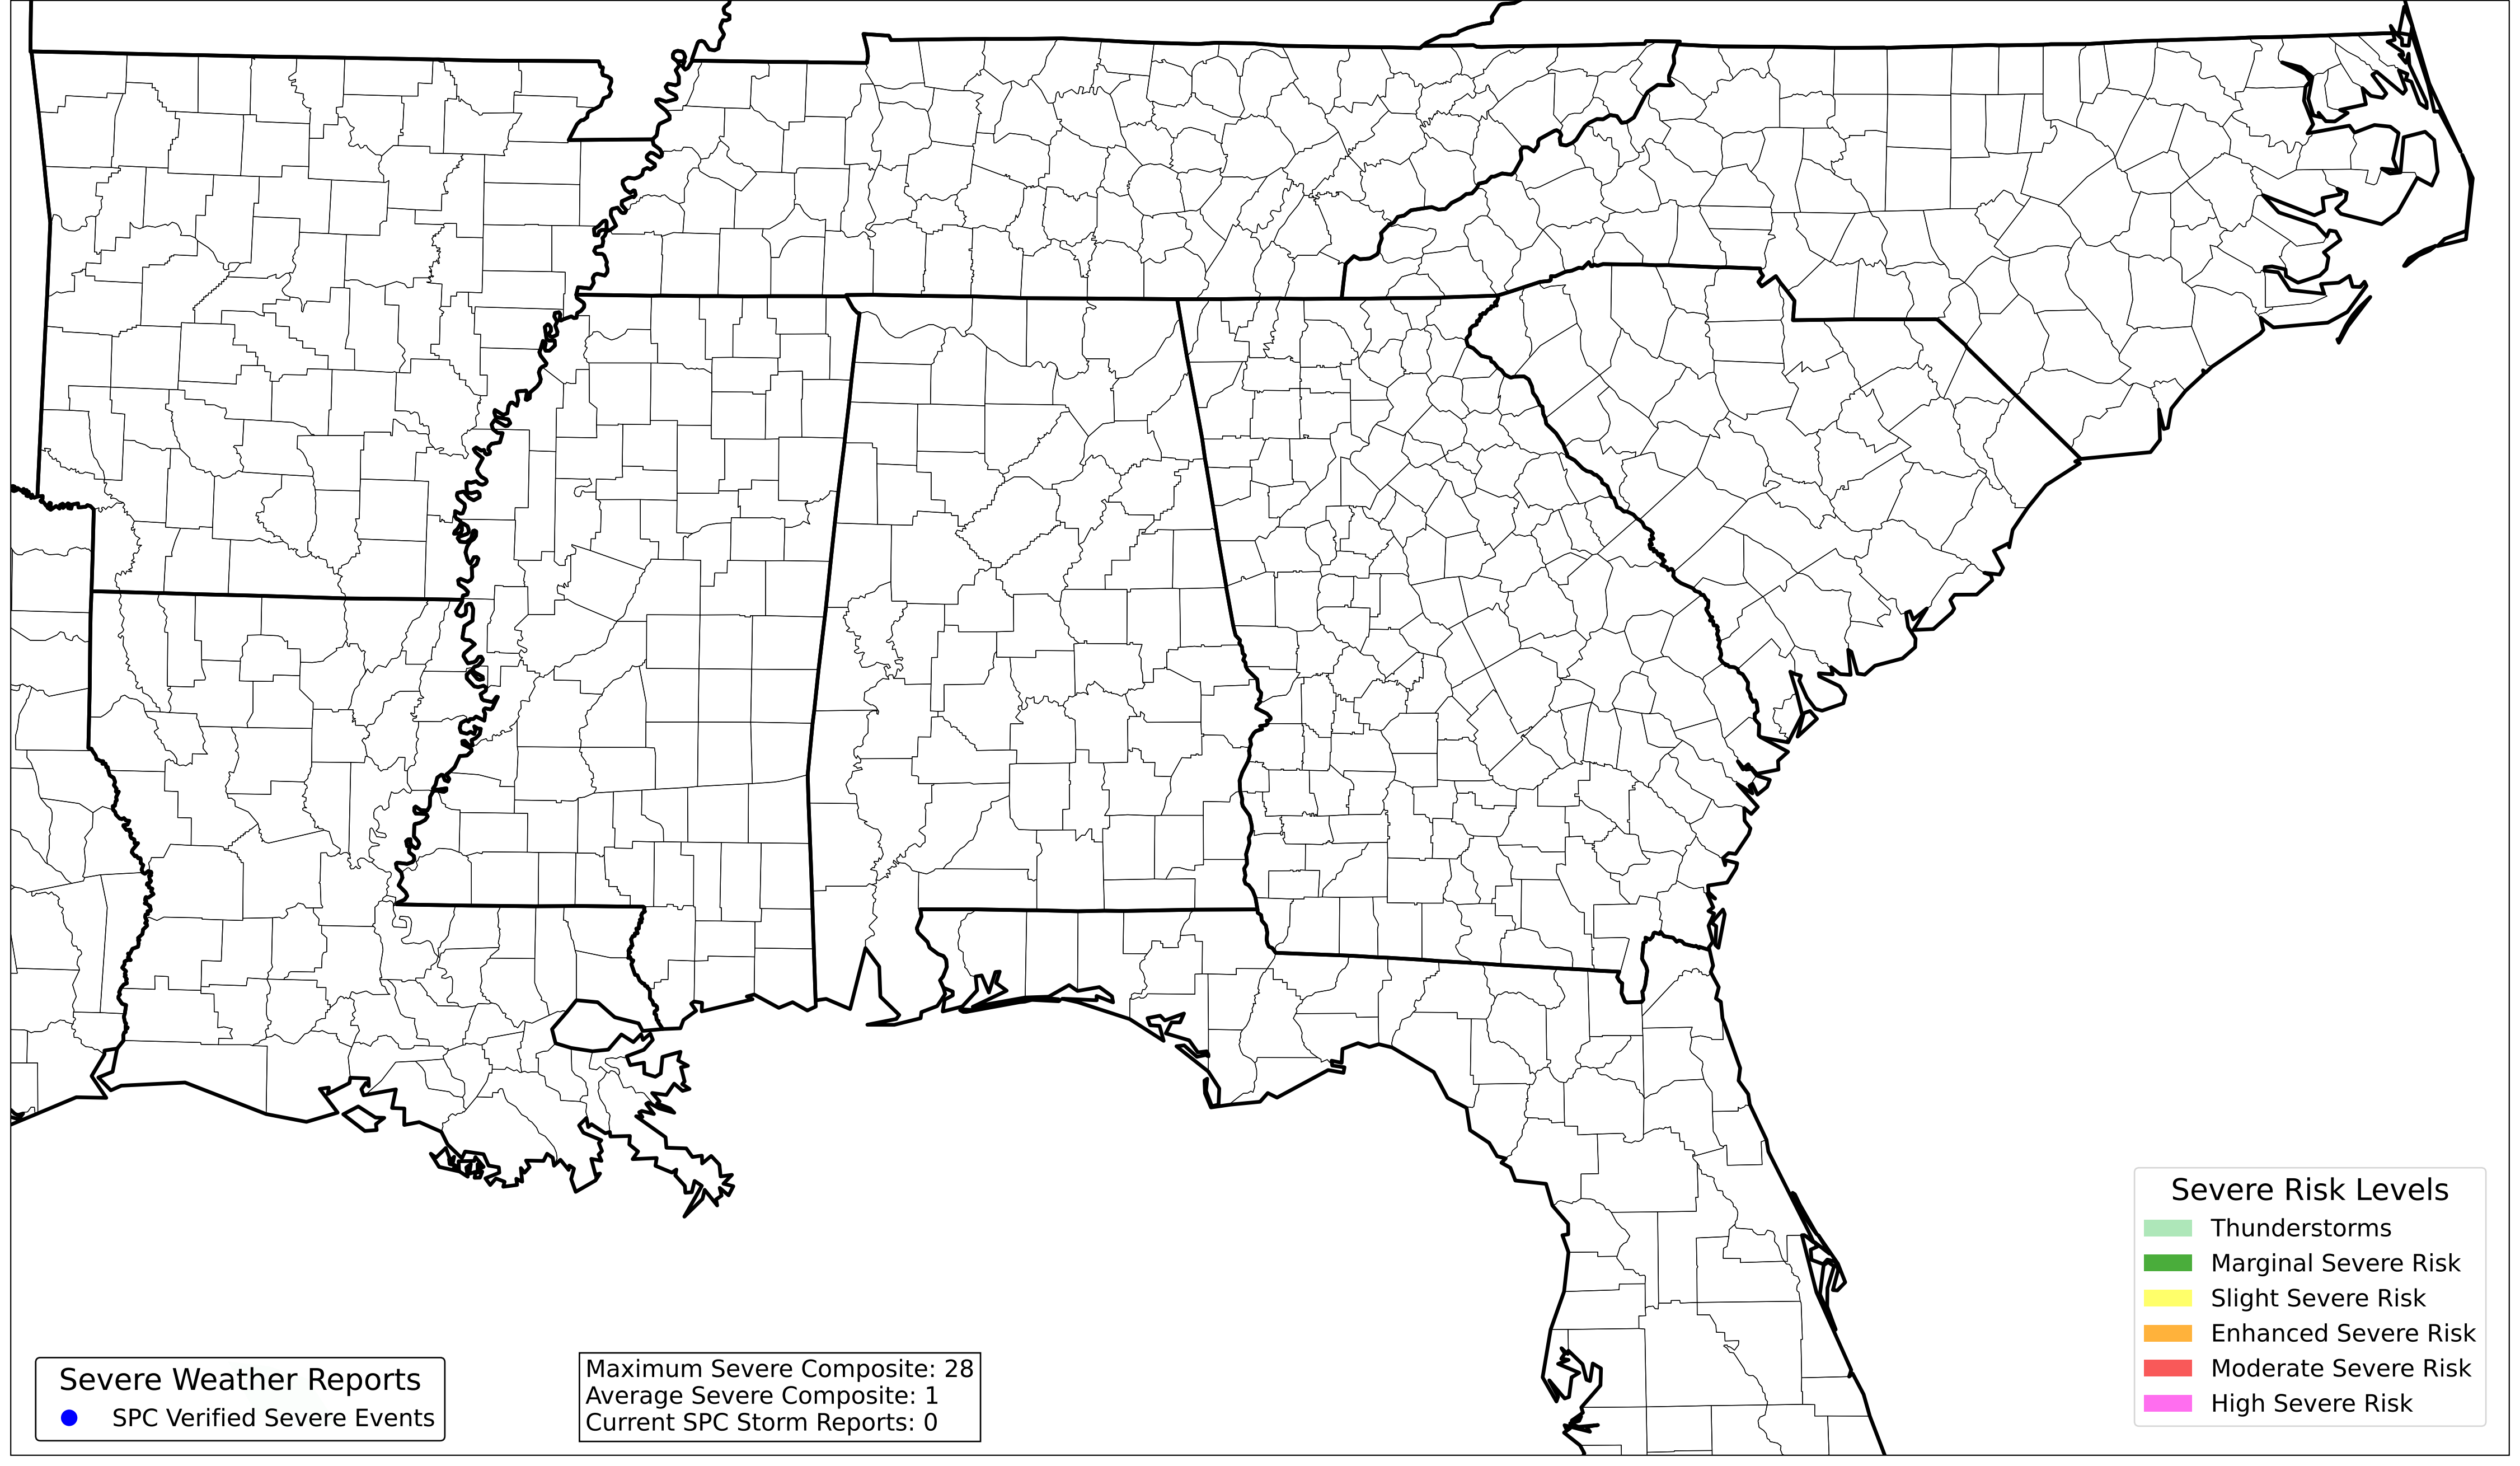 Severe Risk Levels
Thunderstorms
Marginal Severe Risk
Slight Severe Risk
Enhanced Severe Risk
Moderate Severe Risk
High Severe Risk
Severe Weather Reports
SPC Verified Severe Events
Maximum Severe Composite: 28
Average Severe Composite: 1
Current SPC Storm Reports: 0